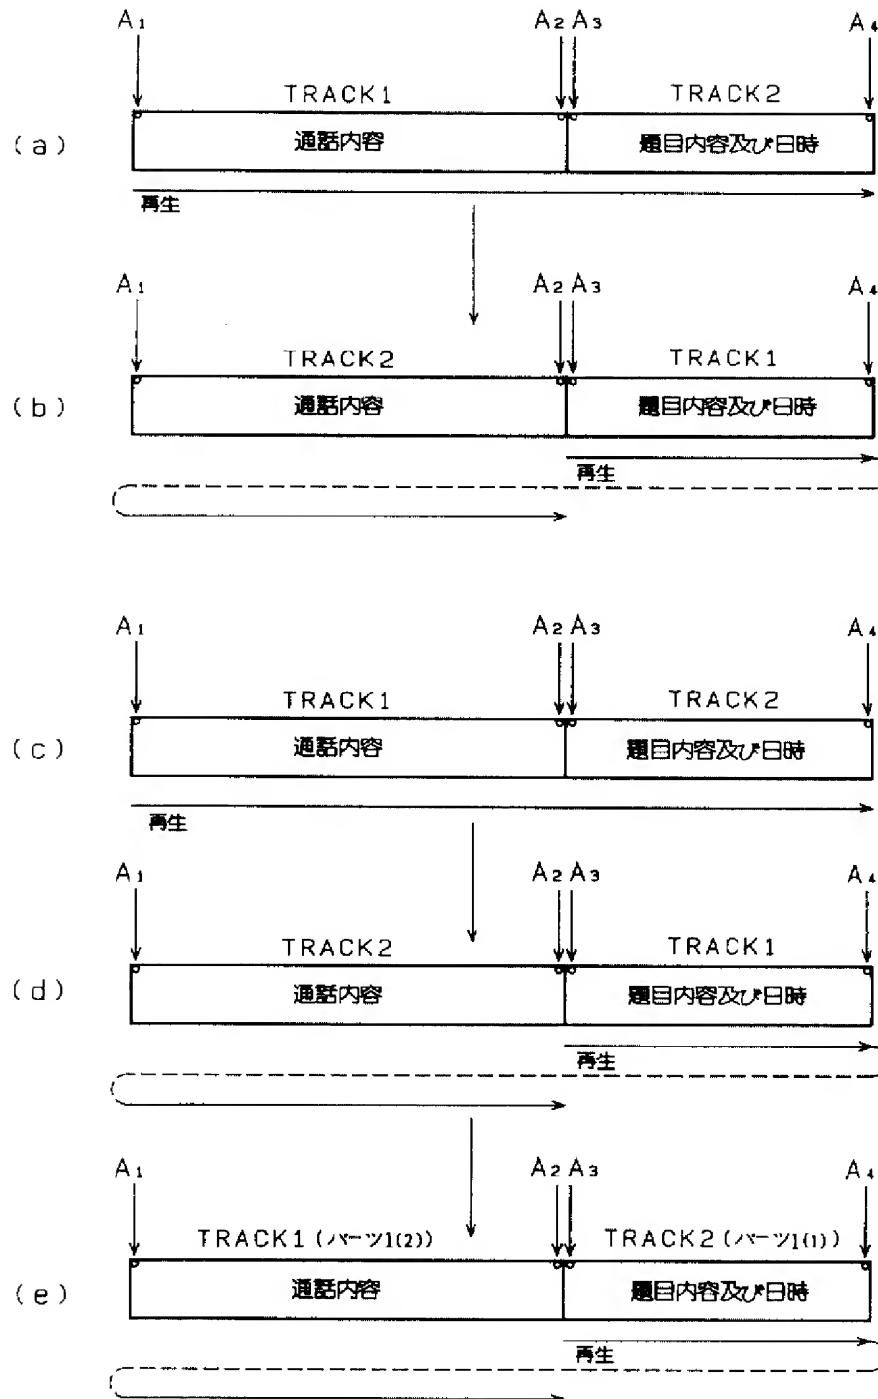 A1 A2 A3 A4
TRACK1 TRACK2
(a) 通話内容 題目内容及び日時
再生
A1 A2 A3 A4
TRACK2 TRACK1
(b) 通話内容 題目内容及び日時
再生
A1 A2 A3 A4
TRACK1 TRACK2
(c) 通話内容 題目内容及び日時
再生
A1 A2 A3 A4
TRACK2 TRACK1
(d) 通話内容 題目内容及び日時
再生
A1 A2 A3 A4
TRACK1 (パーツ1(2)) TRACK2 (パーツ1(1))
(e) 通話内容 題目内容及び日時
再生